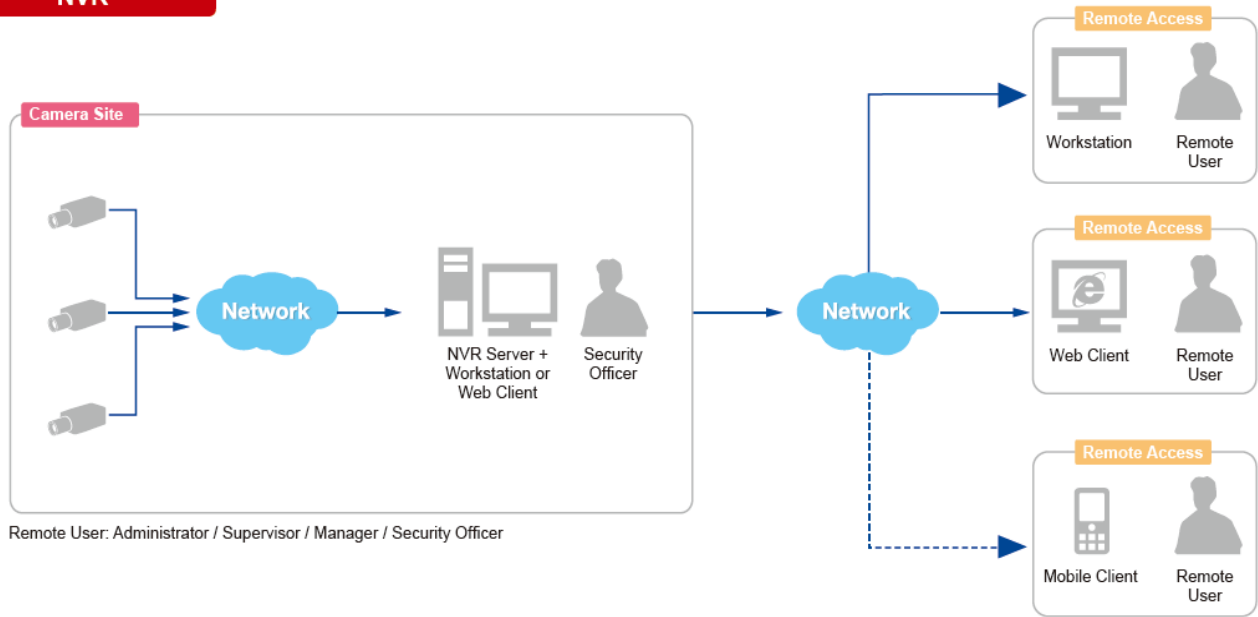 NVR
Remote Access
Workstation
Remote
User
Camera Site
Network
NVR Server +
Workstation or
Web Client
Security
Officer
Network
Remote Access
Web Client
Remote
User
Remote Access
Mobile Client
Remote
User
Remote User: Administrator / Supervisor / Manager / Security Officer